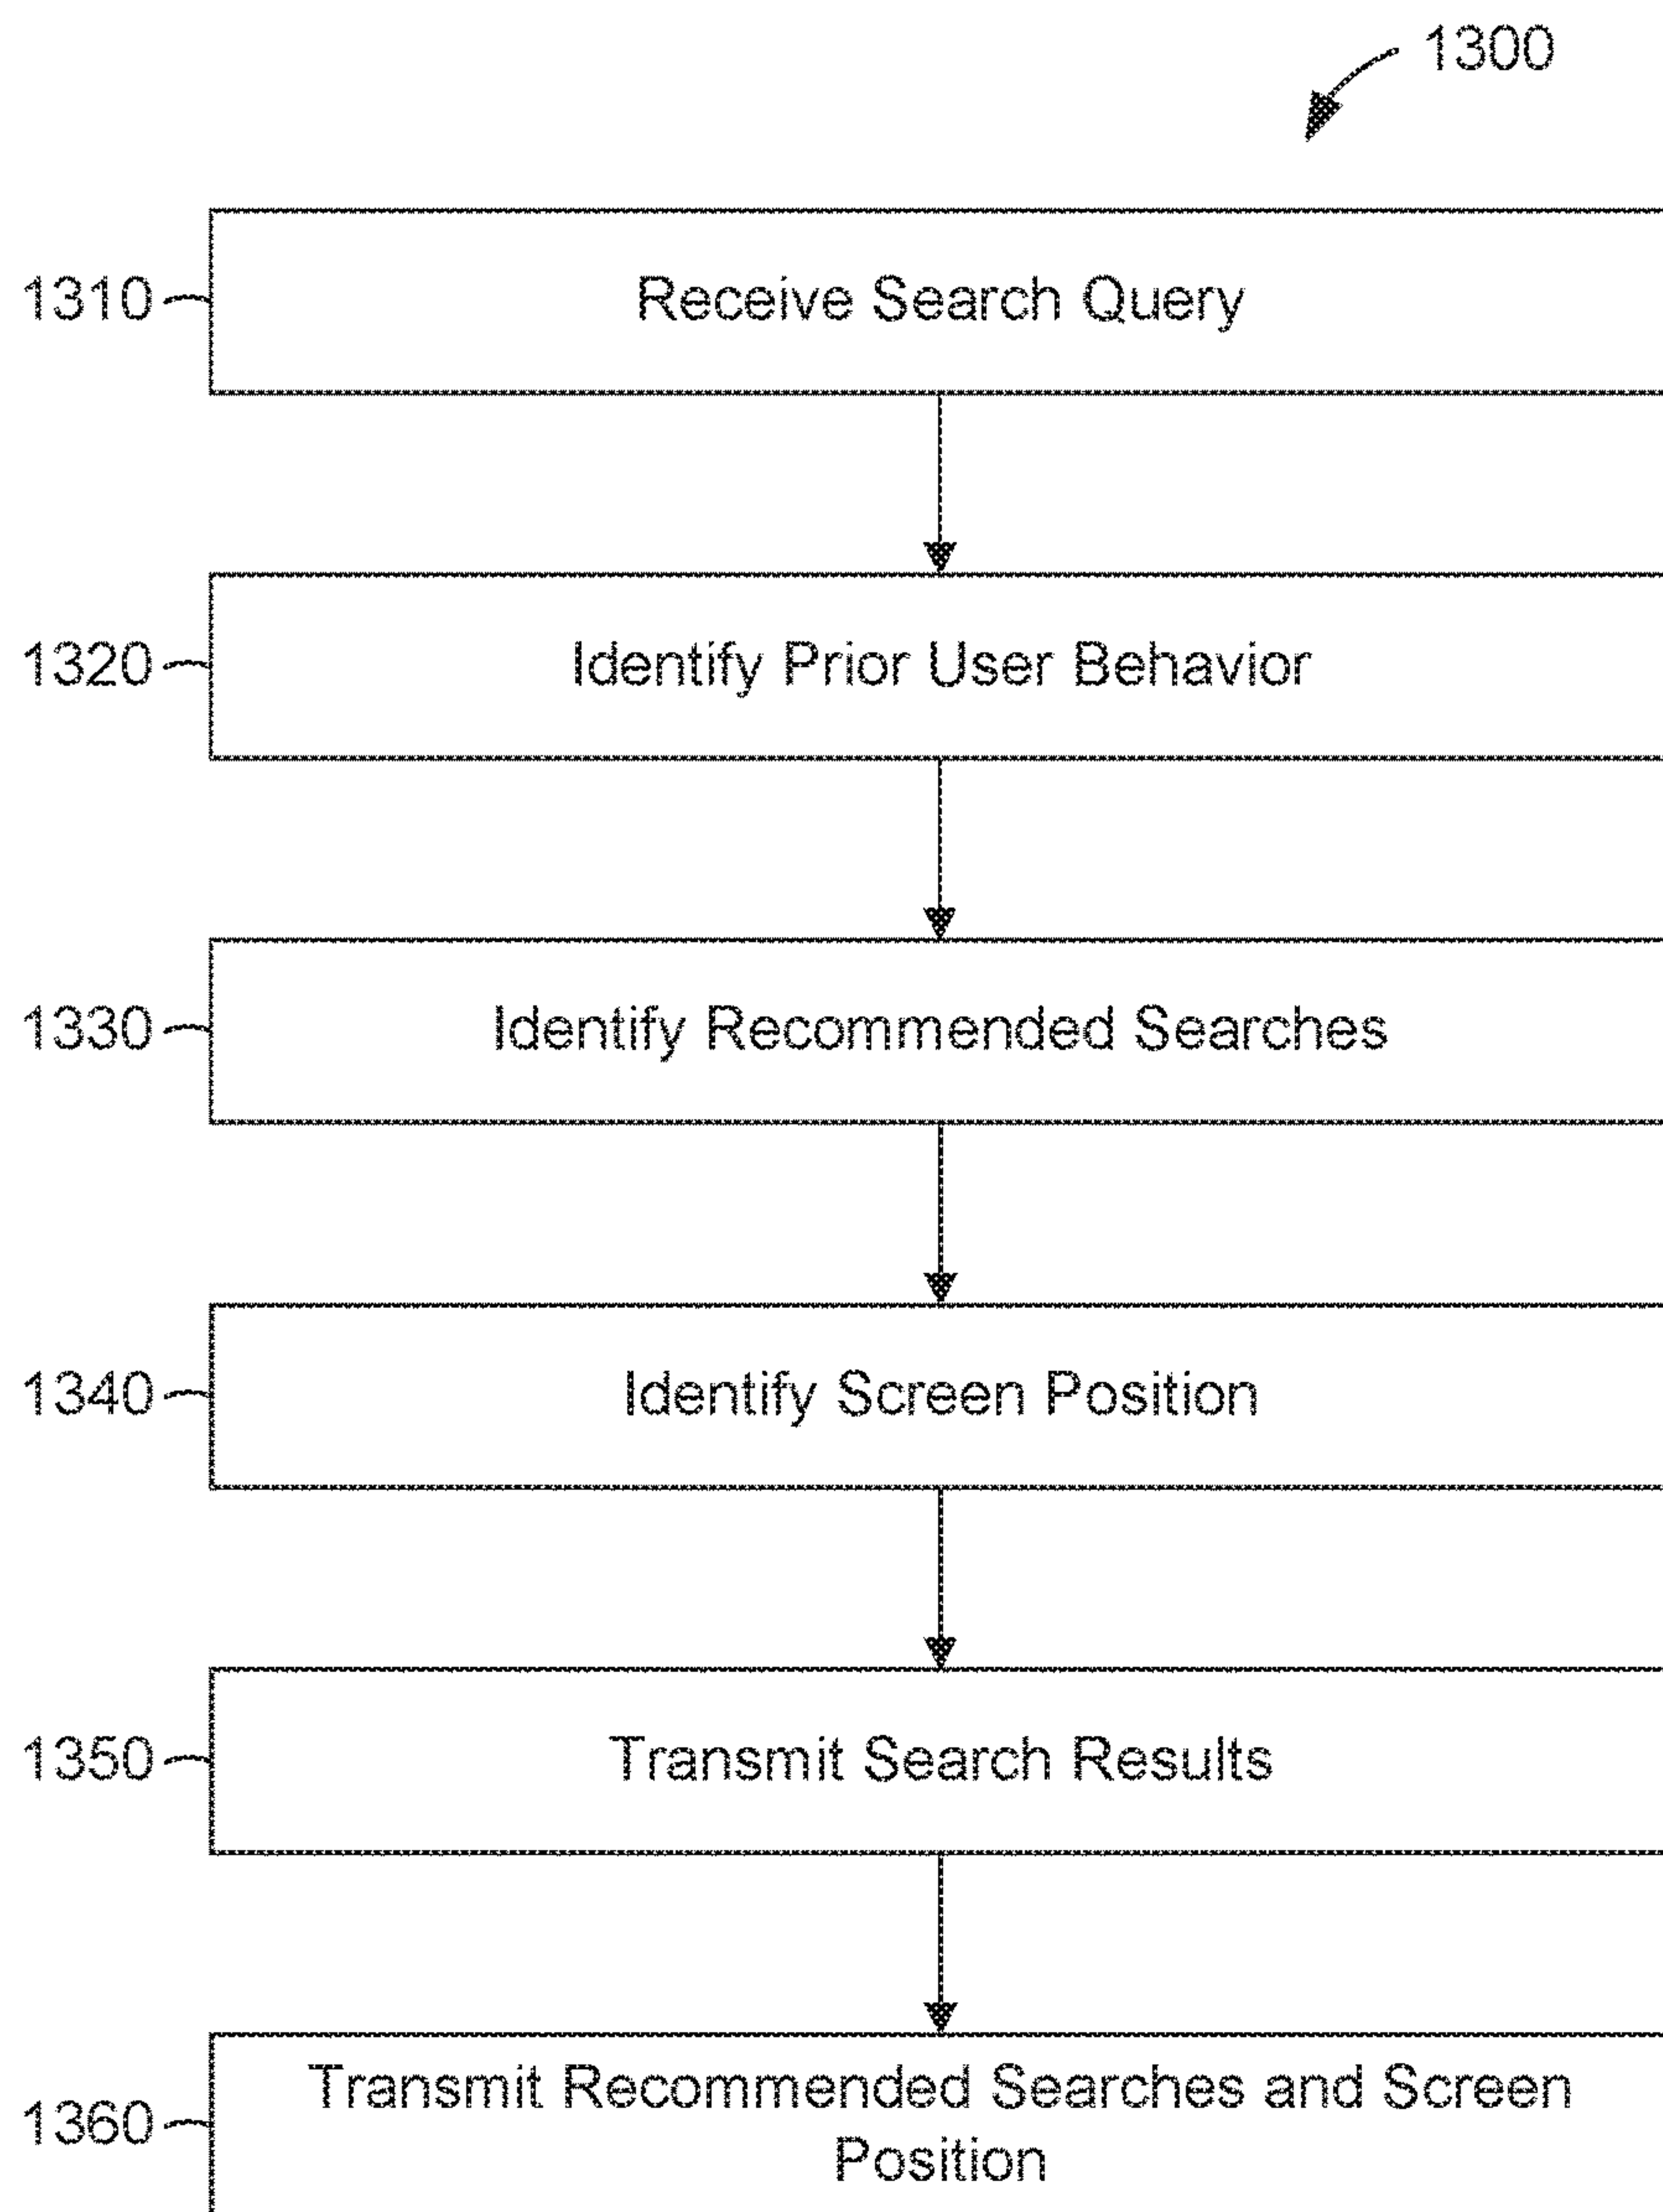 1300
1310 Receive Search Query
1320 Identify Prior User Behavior
1330 Identify Recommended Searches
1340 Identify Screen Position
1350 Transmit Search Results
1360 Transmit Recommended Searches and Screen
Position